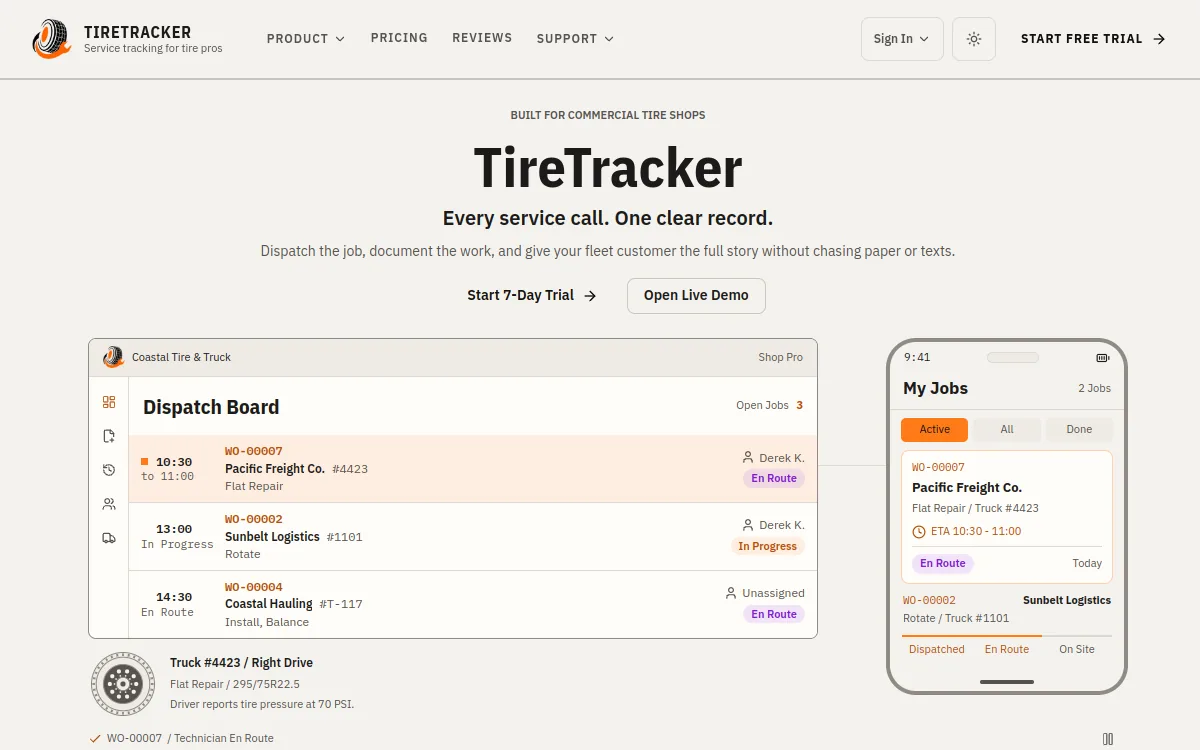 TIRETRACKER
Service tracking for tire pros
PRODUCT
PRICING
REVIEWS
SUPPORT
Sign In
START FREE TRIAL
BUILT FOR COMMERCIAL TIRE SHOPS
TireTracker
Every service call. One clear record.
Dispatch the job, document the work, and give your fleet customer the full story without chasing paper or texts.
Start 7-Day Trial
Open Live Demo
Coastal Tire & Truck
Shop Pro
Dispatch Board
Open Jobs 3
10:30
to 11:00
WO-00007
Pacific Freight Co. #4423
Flat Repair
Derek K.
En Route
13:00
In Progress
WO-00002
Sunbelt Logistics #1101
Rotate
Derek K.
In Progress
14:30
En Route
WO-00004
Coastal Hauling #T-117
Install, Balance
Unassigned
En Route
9:41
My Jobs
2 Jobs
Active
All
Done
WO-00007
Pacific Freight Co.
Flat Repair / Truck #4423
ETA 10:30 - 11:00
En Route
Today
WO-00002
Sunbelt Logistics
Rotate / Truck #1101
Dispatched
En Route
On Site
Truck #4423 / Right Drive
Flat Repair / 295/75R22.5
Driver reports tire pressure at 70 PSI.
WO-00007 / Technician En Route